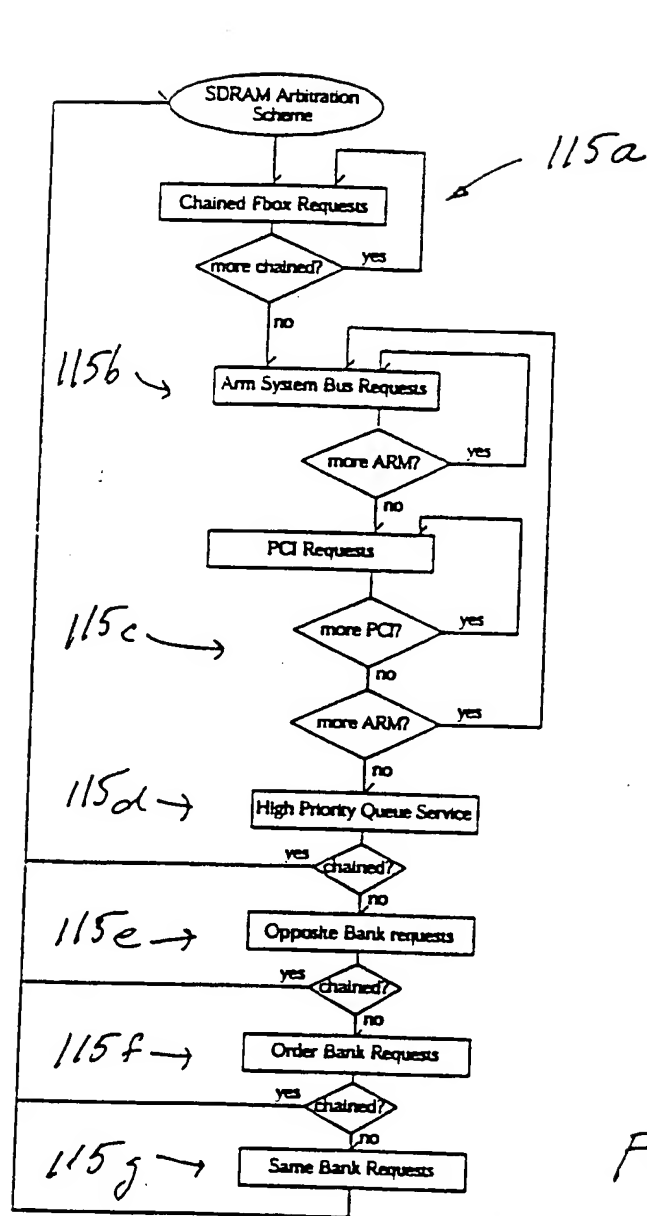 SDRAM Arbitration
Scheme
115a
Chained Fbox Requests
more chained?
yes
no
115b
Arm System Bus Requests
more ARM?
yes
no
PCI Requests
115c
more PCI?
yes
no
more ARM?
yes
no
115d
High Priority Queue Service
yes
chained?
no
115e
Opposite Bank requests
yes
chained?
no
115f
Order Bank Requests
yes
chained?
no
115g
Same Bank Requests
F